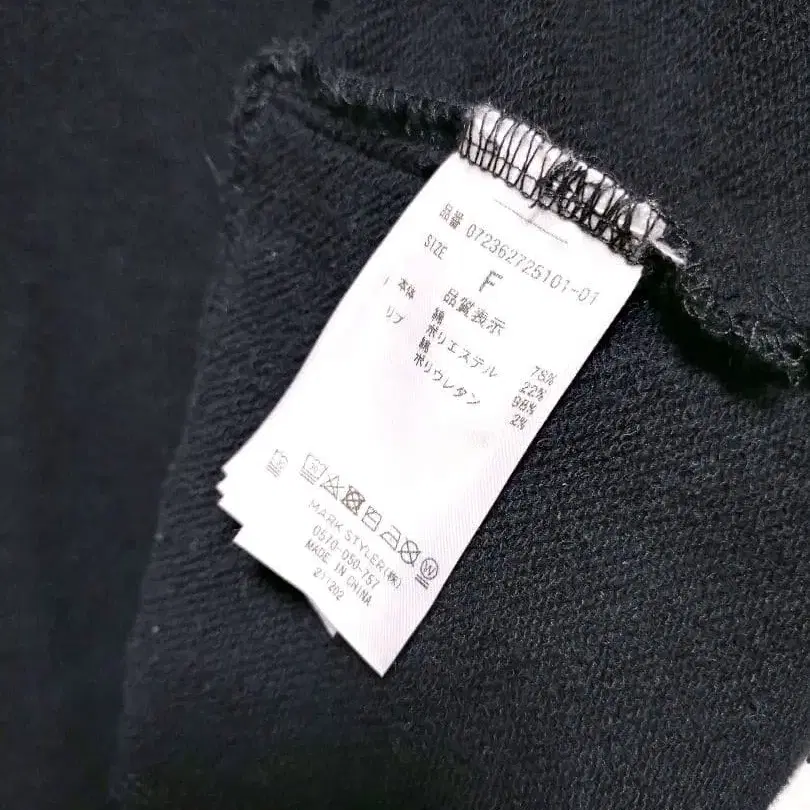 品番 072362725101-01
SIZE F
品質表示
本体 綿 78%
ポリエステル 22%
リブ 綿 98%
ポリウレタン 2%
MARK STYLER(株)
0570-050-757
MADE IN CHINA
211202